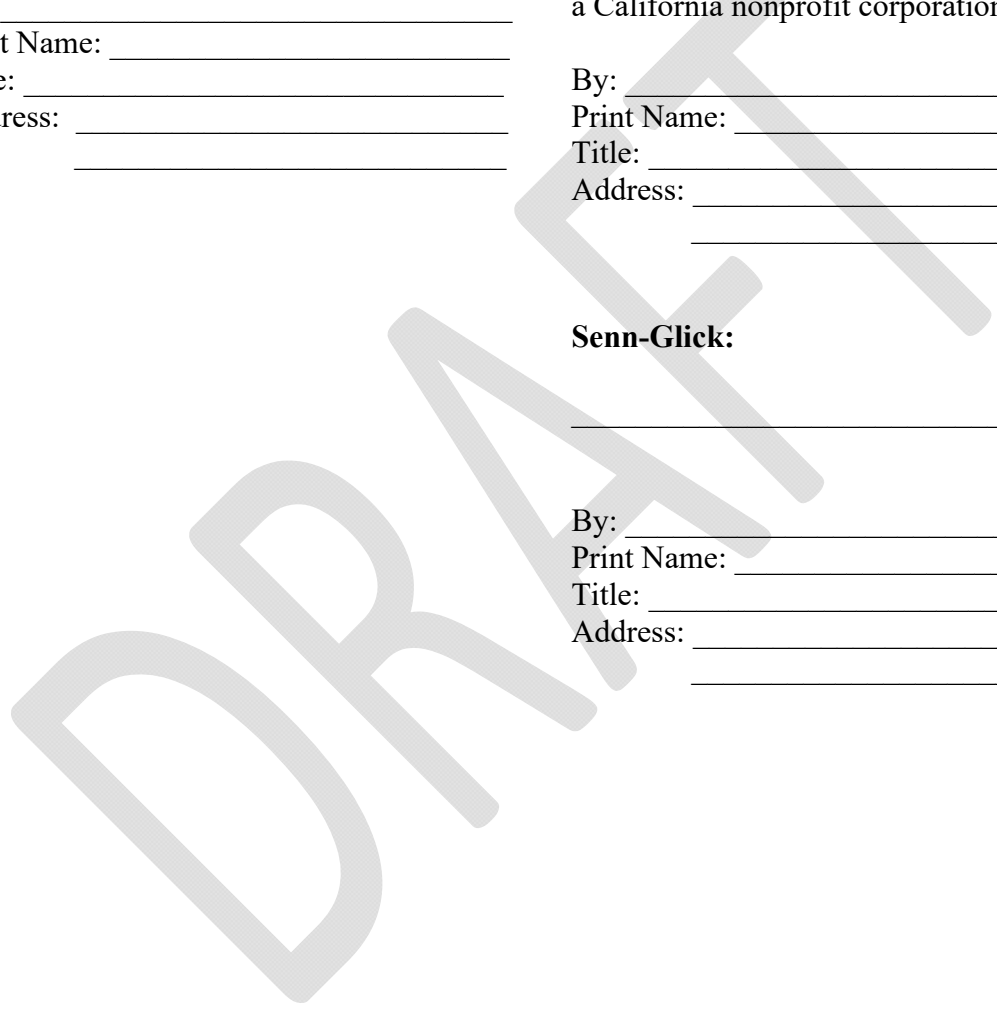 t Name:
e:
ress:
a California nonprofit corporation
By:
Print Name:
Title:
Address:
Senn-Glick:
By:
Print Name:
Title:
Address:
DRAFT